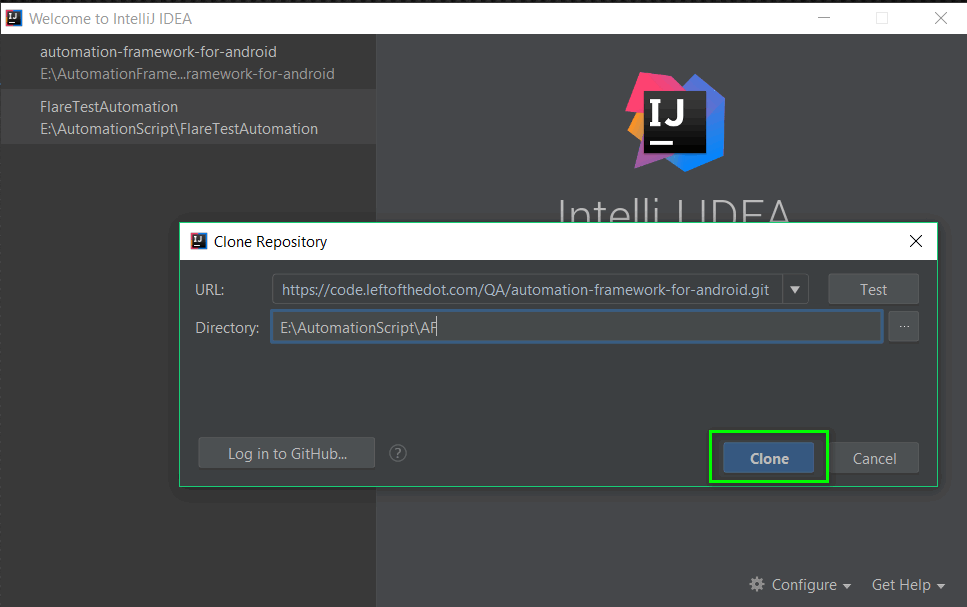 Welcome to IntelliJ IDEA
automation-framework-for-android
E:\AutomationFrame...ramework-for-android
FlareTestAutomation
E:\AutomationScript\FlareTestAutomation
IJ
IntelliJ IDEA
Clone Repository
URL: https://code.leftofthedot.com/QA/automation-framework-for-android.git Test
Directory: E:\AutomationScript\AF ...
Log in to GitHub... ? Clone Cancel
Configure Get Help